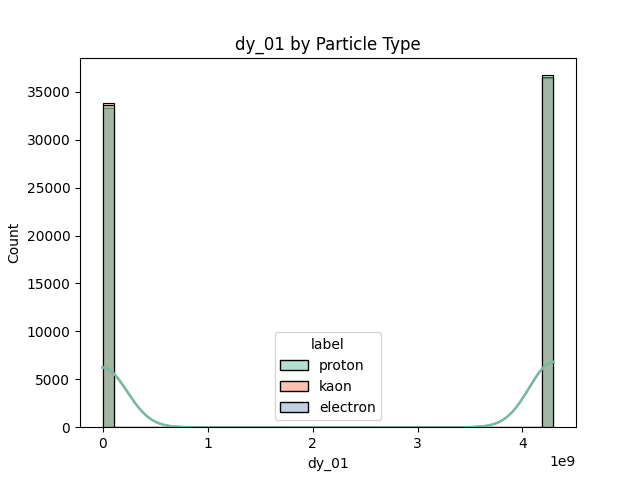 dy_01 by Particle Type
35000
30000
25000
20000
15000
10000
5000
0
Count
label
proton
kaon
electron
0 1 2 3 4
1e9
dy_01